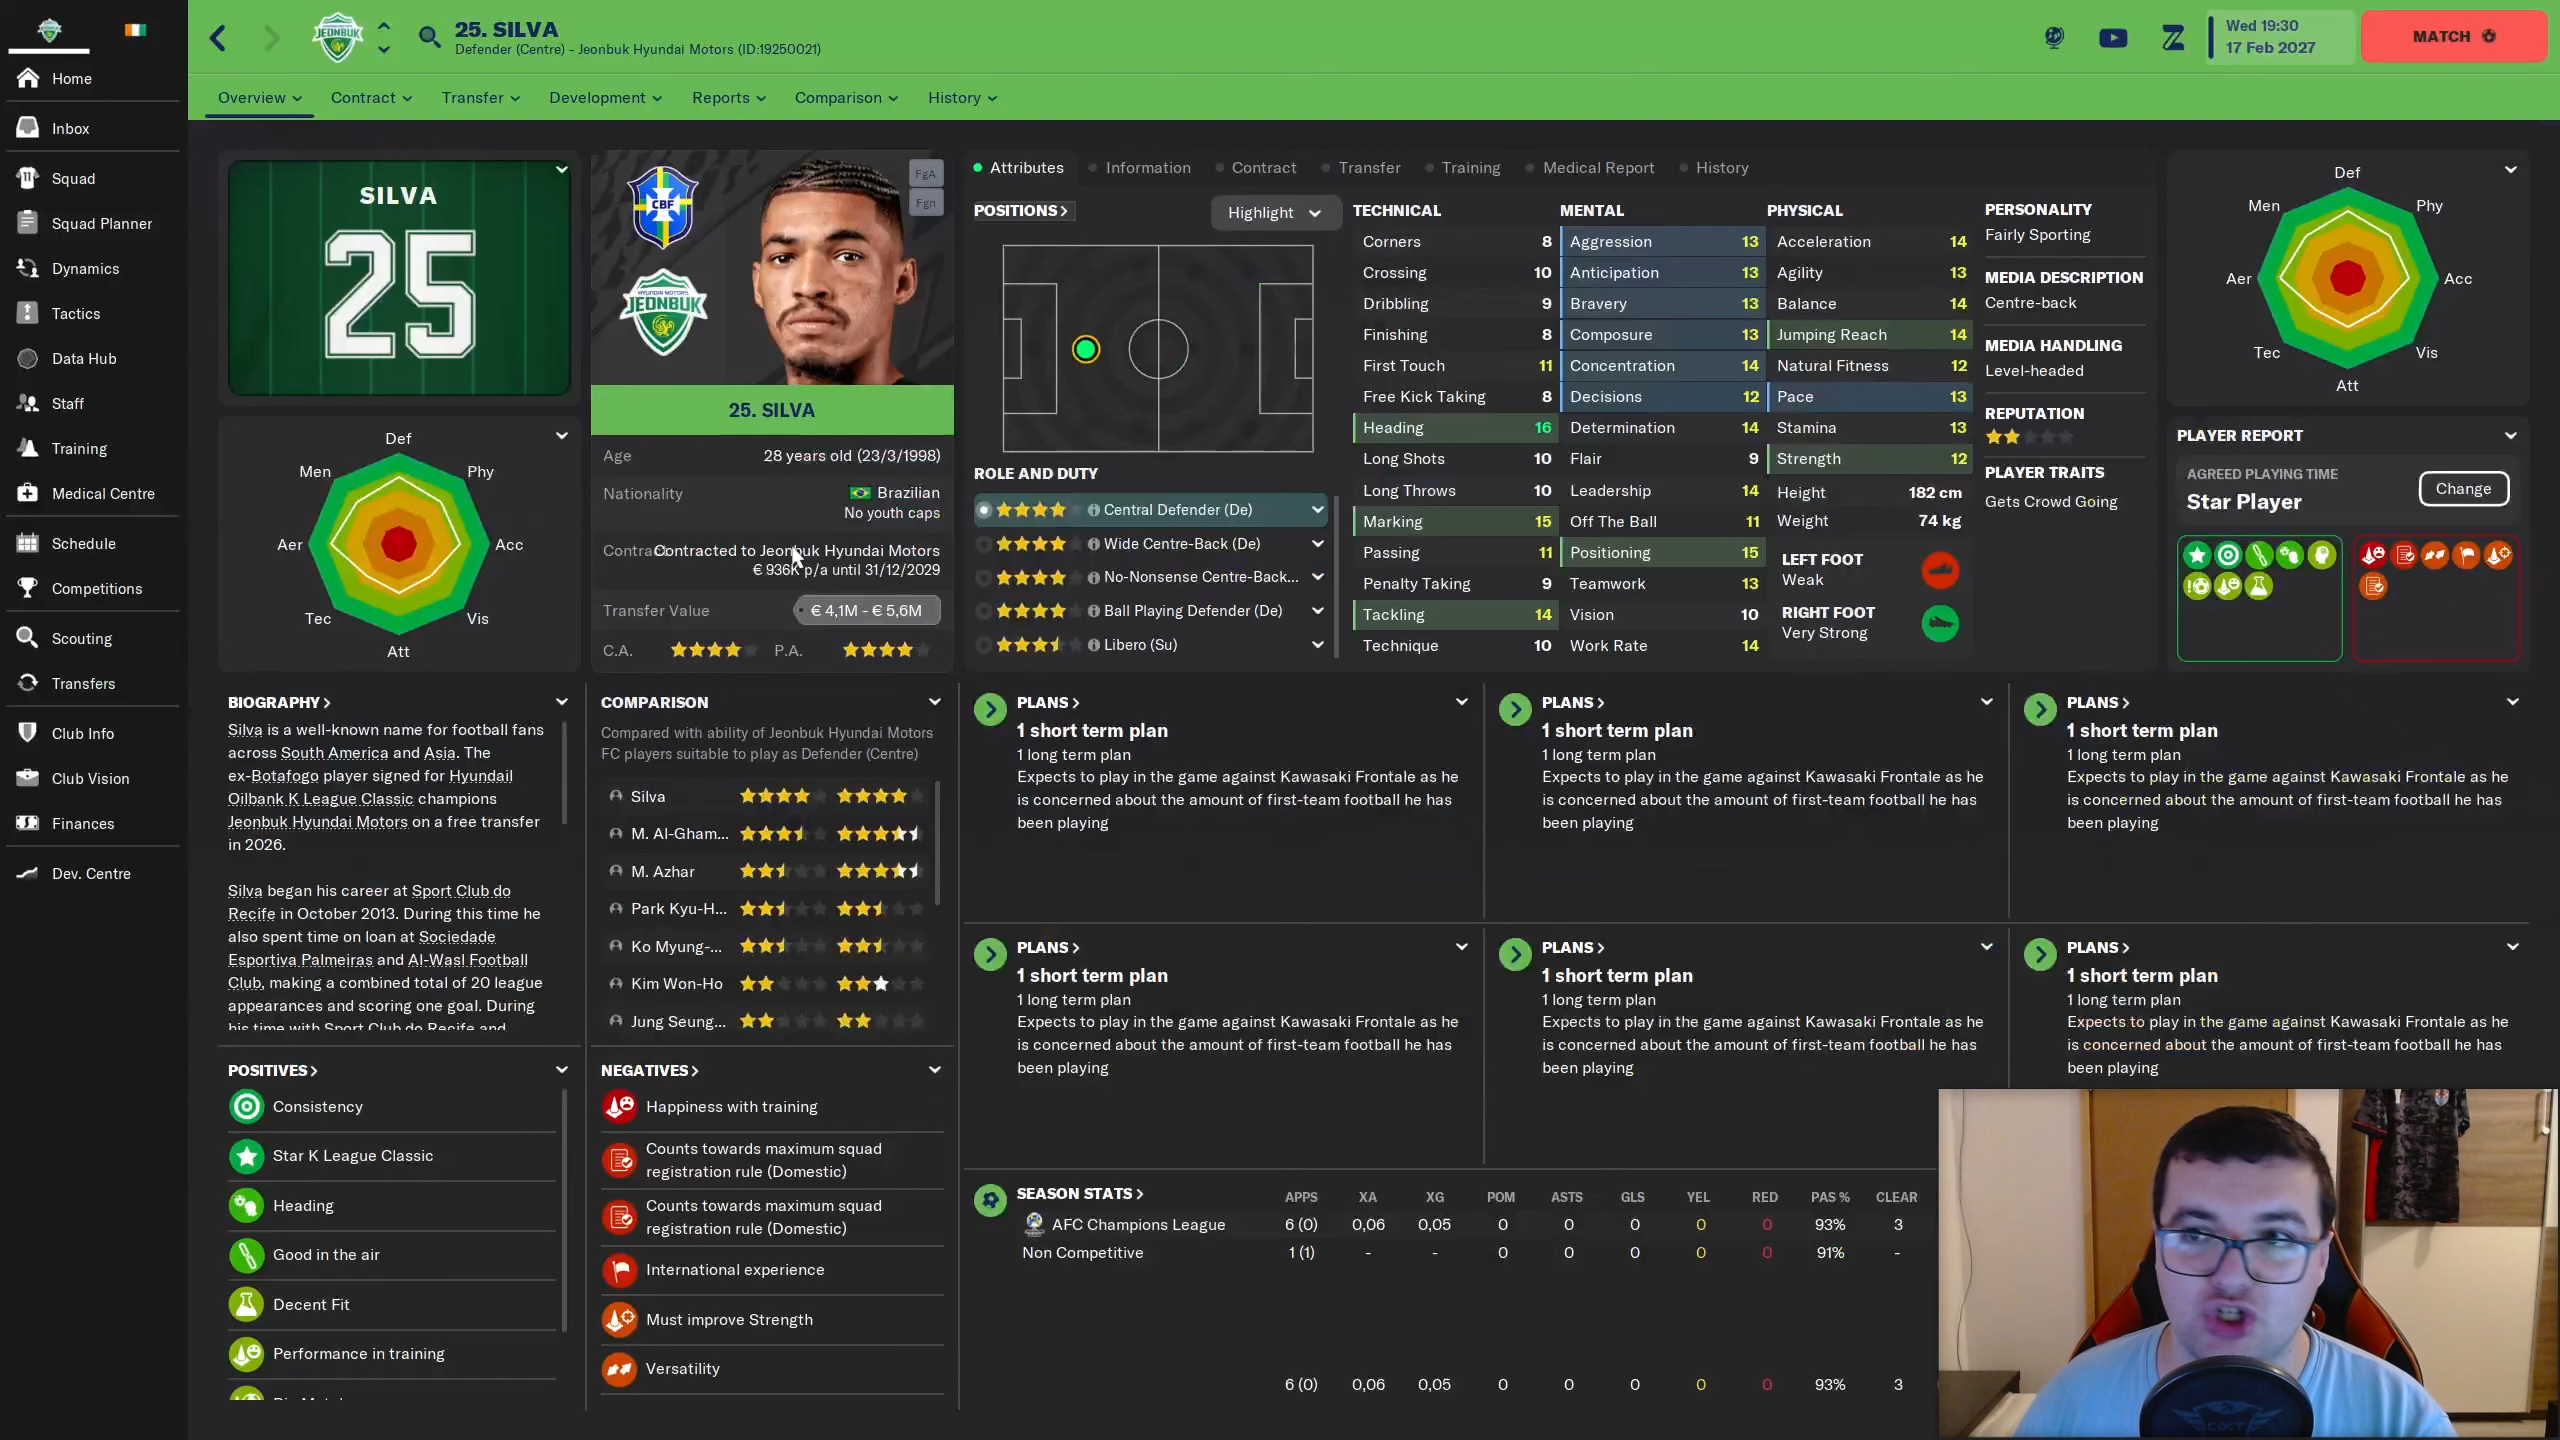 25. SILVA
Defender (Centre) - Jeonbuk Hyundai Motors (ID:19250021)
Wed 19:30
17 Feb 2027
MATCH
Home
Inbox
Squad
Squad Planner
Dynamics
Tactics
Data Hub
Staff
Training
Medical Centre
Schedule
Competitions
Scouting
Transfers
Club Info
Club Vision
Finances
Dev. Centre
Overview
Contract
Transfer
Development
Reports
Comparison
History
SILVA
25
Def
Phy
Acc
Vis
Att
Tec
Aer
Men
CBF
HYUNDAI MOTORS
JEONBUK
FgA
Fgn
25. SILVA
Age 28 years old (23/3/1998)
Nationality Brazilian
No youth caps
Contracted to Jeonbuk Hyundai Motors
€ 936K p/a until 31/12/2029
Transfer Value € 4,1M - € 5,6M
C.A. P.A.
Attributes
Information
Contract
Transfer
Training
Medical Report
History
POSITIONS
Highlight
ROLE AND DUTY
Central Defender (De)
Wide Centre-Back (De)
No-Nonsense Centre-Back...
Ball Playing Defender (De)
Libero (Su)
TECHNICAL
Corners 8
Crossing 10
Dribbling 9
Finishing 8
First Touch 11
Free Kick Taking 8
Heading 16
Long Shots 10
Long Throws 10
Marking 15
Passing 11
Penalty Taking 9
Tackling 14
Technique 10
MENTAL
Aggression 13
Anticipation 13
Bravery 13
Composure 13
Concentration 14
Decisions 12
Determination 14
Flair 9
Leadership 14
Off The Ball 11
Positioning 15
Teamwork 13
Vision 10
Work Rate 14
PHYSICAL
Acceleration 14
Agility 13
Balance 14
Jumping Reach 14
Natural Fitness 12
Pace 13
Stamina 13
Strength 12
Height 182 cm
Weight 74 kg
LEFT FOOT
Weak
RIGHT FOOT
Very Strong
PERSONALITY
Fairly Sporting
MEDIA DESCRIPTION
Centre-back
MEDIA HANDLING
Level-headed
REPUTATION
PLAYER TRAITS
Gets Crowd Going
Def
Phy
Acc
Vis
Att
Tec
Aer
Men
PLAYER REPORT
AGREED PLAYING TIME
Star Player
Change
BIOGRAPHY
Silva is a well-known name for football fans
across South America and Asia. The
ex-Botafogo player signed for Hyundail
Oilbank K League Classic champions
Jeonbuk Hyundai Motors on a free transfer
in 2026.
Silva began his career at Sport Club do
Recife in October 2013. During this time he
also spent time on loan at Sociedade
Esportiva Palmeiras and Al-Wasl Football
Club, making a combined total of 20 league
appearances and scoring one goal. During
his time with Sport Club do Recife and
COMPARISON
Compared with ability of Jeonbuk Hyundai Motors
FC players suitable to play as Defender (Centre)
Silva
M. Al-Gham...
M. Azhar
Park Kyu-H...
Ko Myung-...
Kim Won-Ho
Jung Seung...
PLANS
1 short term plan
1 long term plan
Expects to play in the game against Kawasaki Frontale as he
is concerned about the amount of first-team football he has
been playing
PLANS
1 short term plan
1 long term plan
Expects to play in the game against Kawasaki Frontale as he
is concerned about the amount of first-team football he has
been playing
PLANS
1 short term plan
1 long term plan
Expects to play in the game against Kawasaki Frontale as he
is concerned about the amount of first-team football he has
been playing
PLANS
1 short term plan
1 long term plan
Expects to play in the game against Kawasaki Frontale as he
is concerned about the amount of first-team football he has
been playing
PLANS
1 short term plan
1 long term plan
Expects to play in the game against Kawasaki Frontale as he
is concerned about the amount of first-team football he has
been playing
PLANS
1 short term plan
1 long term plan
Expects to play in the game against Kawasaki Frontale as he
is concerned about the amount of first-team football he has
been playing
POSITIVES
Consistency
Star K League Classic
Heading
Good in the air
Decent Fit
Performance in training
NEGATIVES
Happiness with training
Counts towards maximum squad
registration rule (Domestic)
Counts towards maximum squad
registration rule (Domestic)
International experience
Must improve Strength
Versatility
SEASON STATS APPS XA XG POM ASTS GLS YEL RED PAS % CLEAR
AFC Champions League 6 (0) 0,06 0,05 0 0 0 0 0 93% 3
Non Competitive 1 (1) - - 0 0 0 0 0 91% -
6 (0) 0,06 0,05 0 0 0 0 0 93% 3